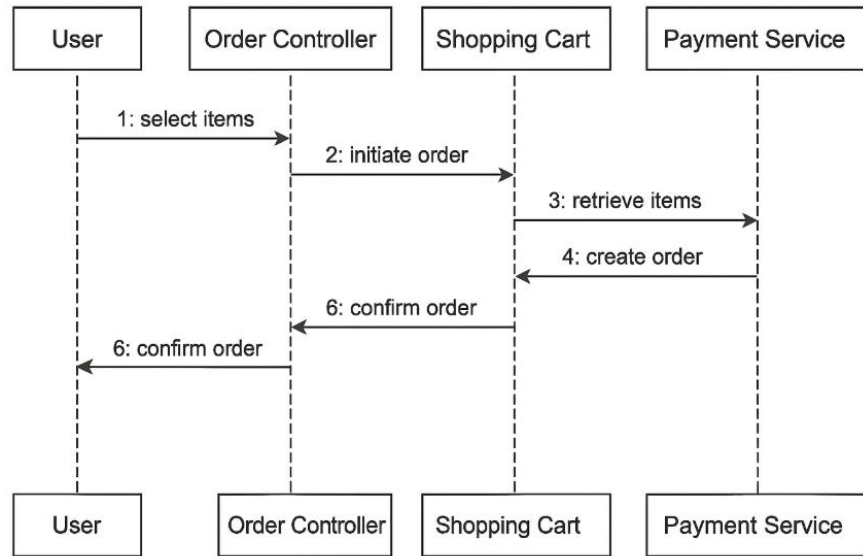 User
Order Controller
Shopping Cart
Payment Service
1: select items
2: initiate order
3: retrieve items
4: create order
6: confirm order
6: confirm order
User
Order Controller
Shopping Cart
Payment Service